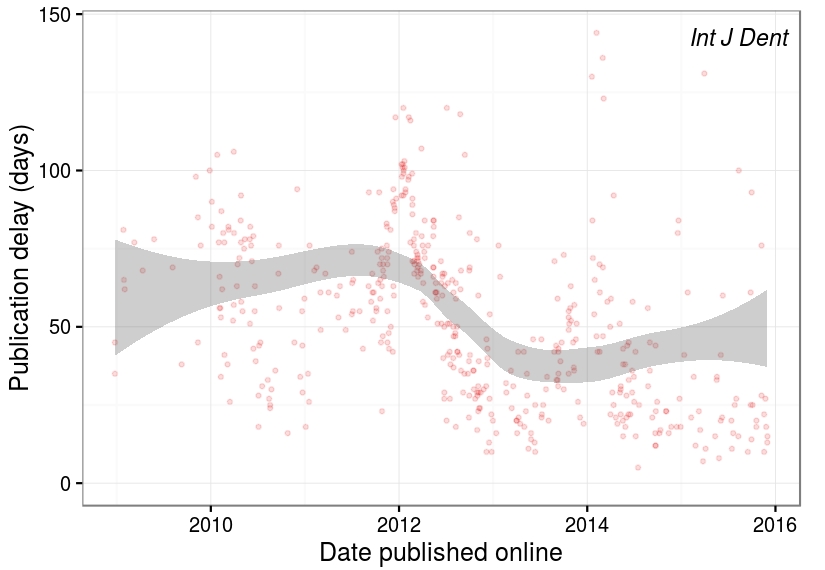 Int J Dent
Publication delay (days)
150
100
50
0
2010 2012 2014 2016
Date published online